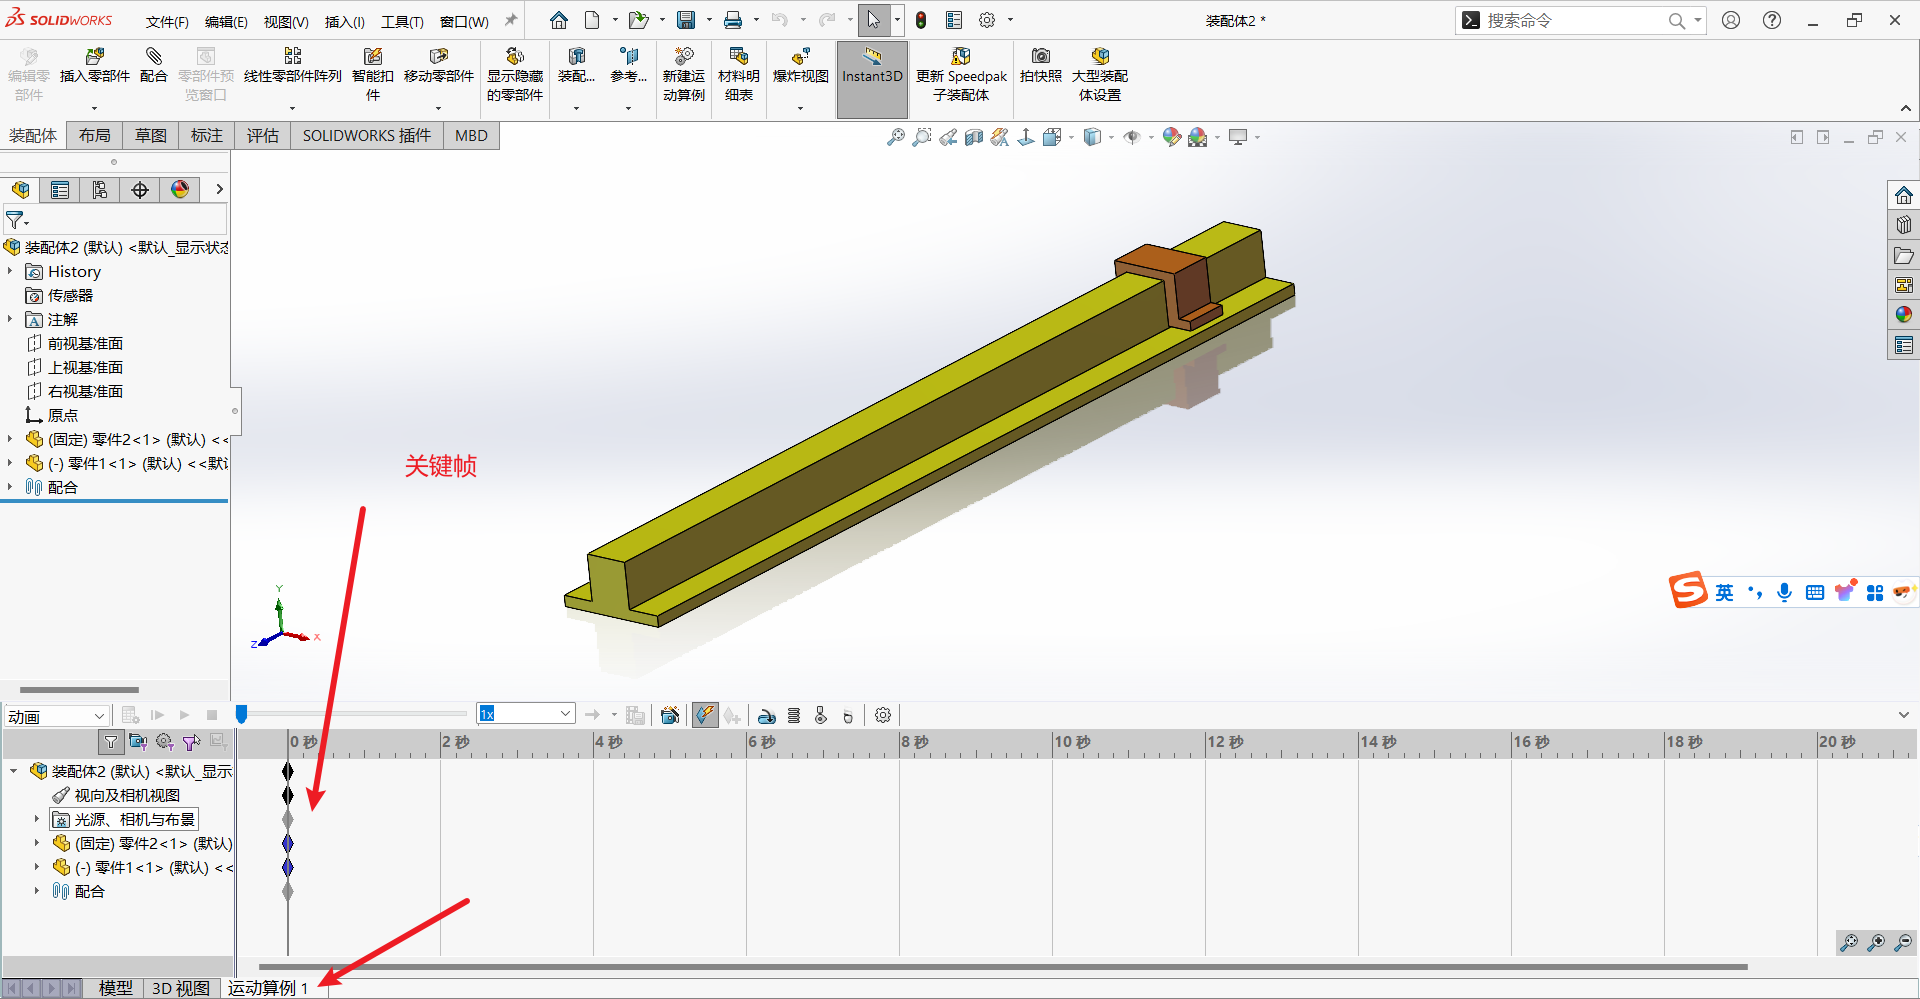 SOLIDWORKS
文件(F) 编辑(E) 视图(V) 插入(I) 工具(T) 窗口(W)
装配体2 *
搜索命令
编辑零部件
插入零部件
配合
零部件预览窗口
线性零部件阵列
智能扣件
移动零部件
显示隐藏的零部件
装配...
参考...
新建运动算例
材料明细表
爆炸视图
Instant3D
更新 Speedpak 子装配体
拍快照
大型装配体设置
装配体 布局 草图 标注 评估 SOLIDWORKS 插件 MBD
装配体2 (默认) <默认_显示状态
History
传感器
注解
前视基准面
上视基准面
右视基准面
原点
(固定) 零件2<1> (默认) <<
(-) 零件1<1> (默认) <<默认
配合
关键帧
Y
X
Z
英
动画
1x
0 秒 2 秒 4 秒 6 秒 8 秒 10 秒 12 秒 14 秒 16 秒 18 秒 20 秒
装配体2 (默认) <默认_显示
视向及相机视图
光源、相机与布景
(固定) 零件2<1> (默认)
(-) 零件1<1> (默认) <<
配合
模型 3D 视图 运动算例 1